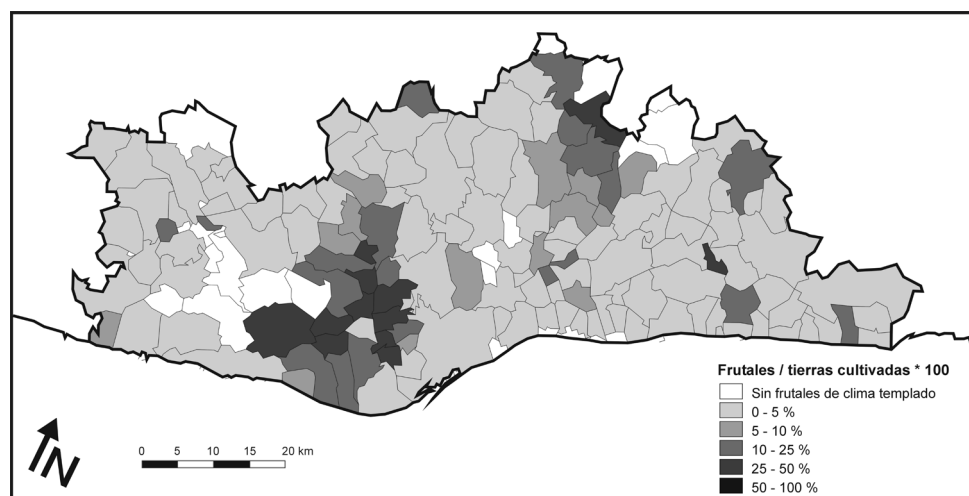 Frutales / tierras cultivadas * 100
Sin frutales de clima templado
0 - 5 %
5 - 10 %
10 - 25 %
25 - 50 %
50 - 100 %
N
0 5 10 15 20 km